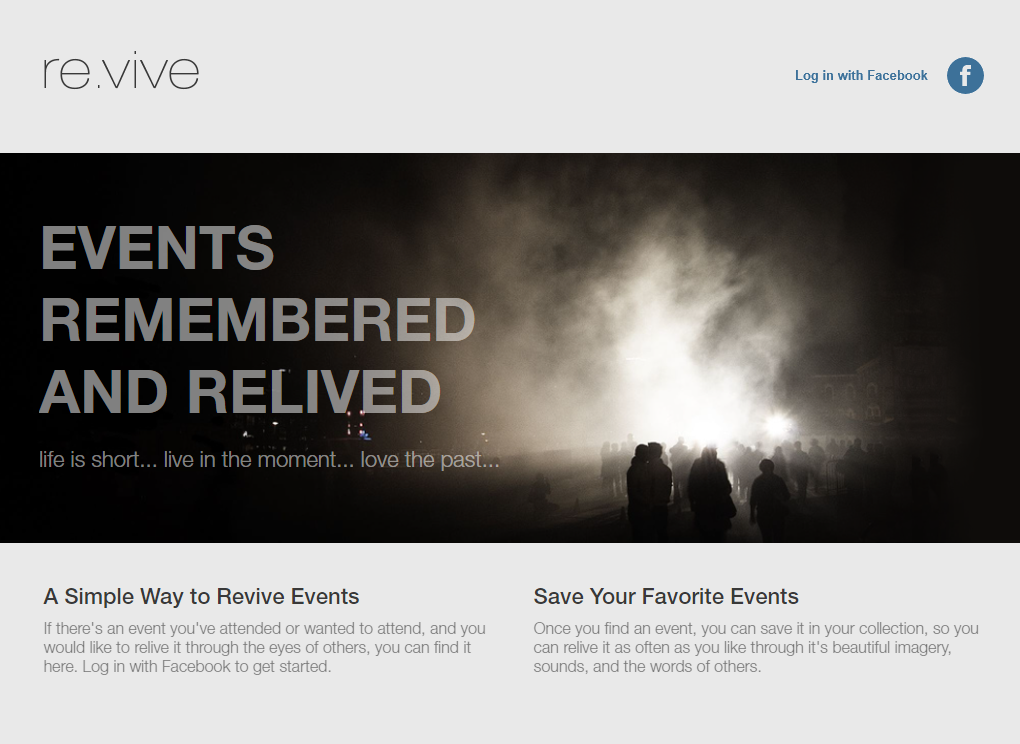 re.vive
Log in with Facebook
f
EVENTS
REMEMBERED
AND RELIVED
life is short... live in the moment... love the past...
A Simple Way to Revive Events
If there's an event you've attended or wanted to attend, and you
would like to relive it through the eyes of others, you can find it
here. Log in with Facebook to get started.
Save Your Favorite Events
Once you find an event, you can save it in your collection, so you
can relive it as often as you like through it's beautiful imagery,
sounds, and the words of others.